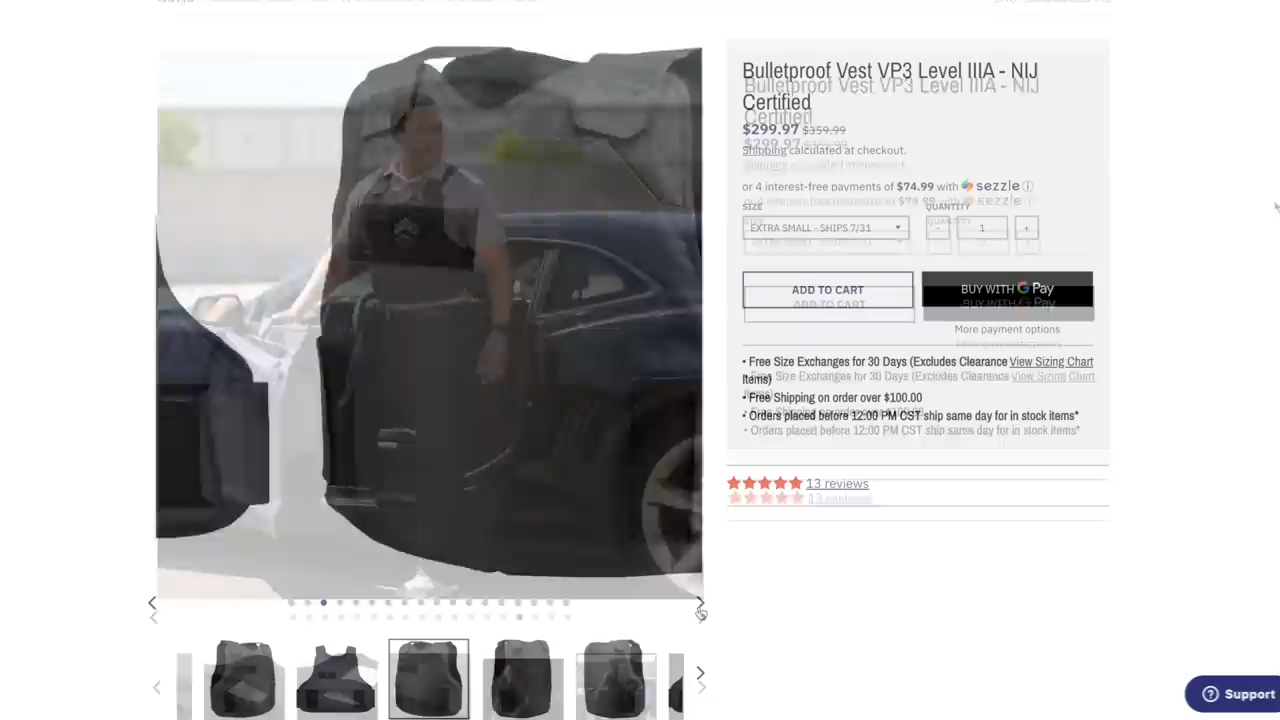 Bulletproof Vest VP3 Level IIIA - NIJ
Certified
$299.97 $359.99
Shipping calculated at checkout.
or 4 interest-free payments of $74.99 with sezzle
SIZE QUANTITY
EXTRA SMALL - SHIPS 7/31 - 1 +
ADD TO CART BUY WITH G Pay
More payment options
• Free Size Exchanges for 30 Days (Excludes Clearance View Sizing Chart
Items)
• Free Shipping on order over $100.00
• Orders placed before 12:00 PM CST ship same day for in stock items*
13 reviews
Support